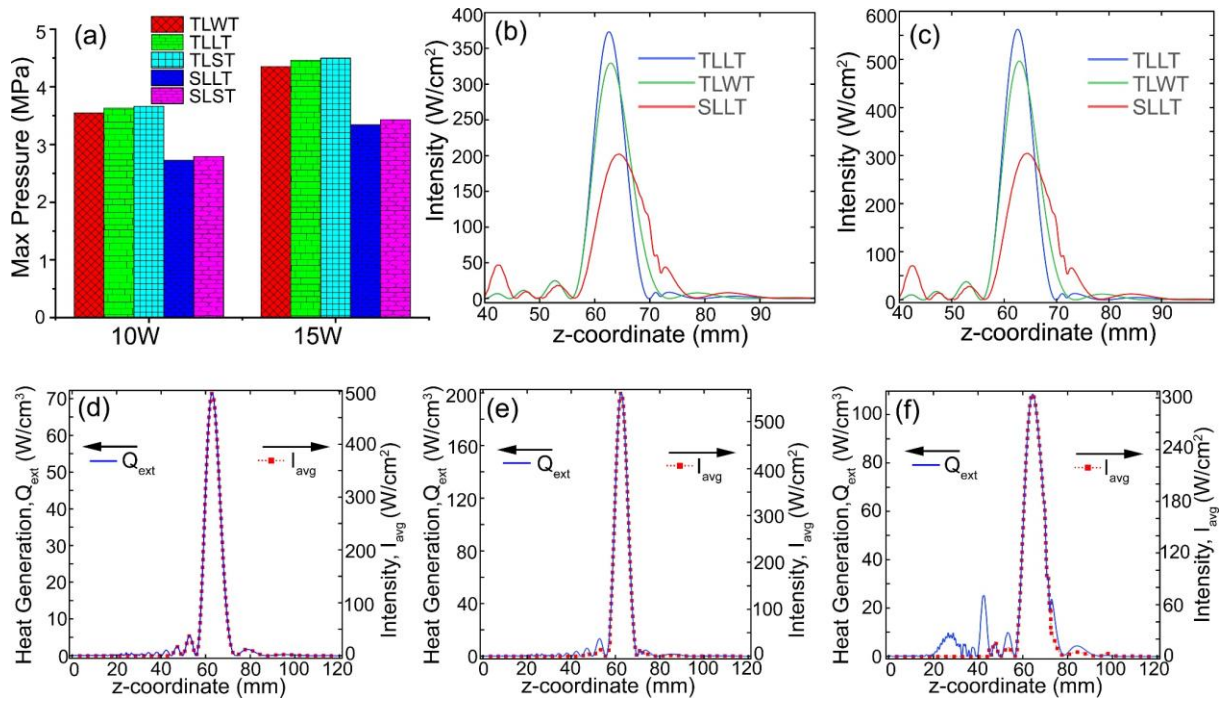 (a)
TLWT
TLLT
TLST
SLLT
SLST
Max Pressure (MPa)
5
4
3
2
1
0
10W
15W
(b)
TLLT
TLWT
SLLT
Intensity (W/cm²)
400
350
300
250
200
150
100
50
0
40 50 60 70 80 90
z-coordinate (mm)
(c)
TLLT
TLWT
SLLT
Intensity (W/cm²)
600
500
400
300
200
100
0
40 50 60 70 80 90
z-coordinate (mm)
(d)
Qext
Iavg
Heat Generation,Qext (W/cm³)
70
60
50
40
30
20
10
0
Intensity, Iavg (W/cm²)
500
400
300
500
100
0
0 20 40 60 80 100 120
z-coordinate (mm)
(e)
Qext
Iavg
Heat Generation,Qext (W/cm³)
200
160
120
80
40
0
Intensity, Iavg (W/cm²)
500
400
300
200
100
0
0 20 40 60 80 100 120
z-coordinate (mm)
(f)
Qext
Iavg
Heat Generation,Qext (W/cm³)
100
80
60
40
20
0
Intensity, Iavg (W/cm²)
300
240
180
120
60
0
0 20 40 60 80 100 120
z-coordinate (mm)